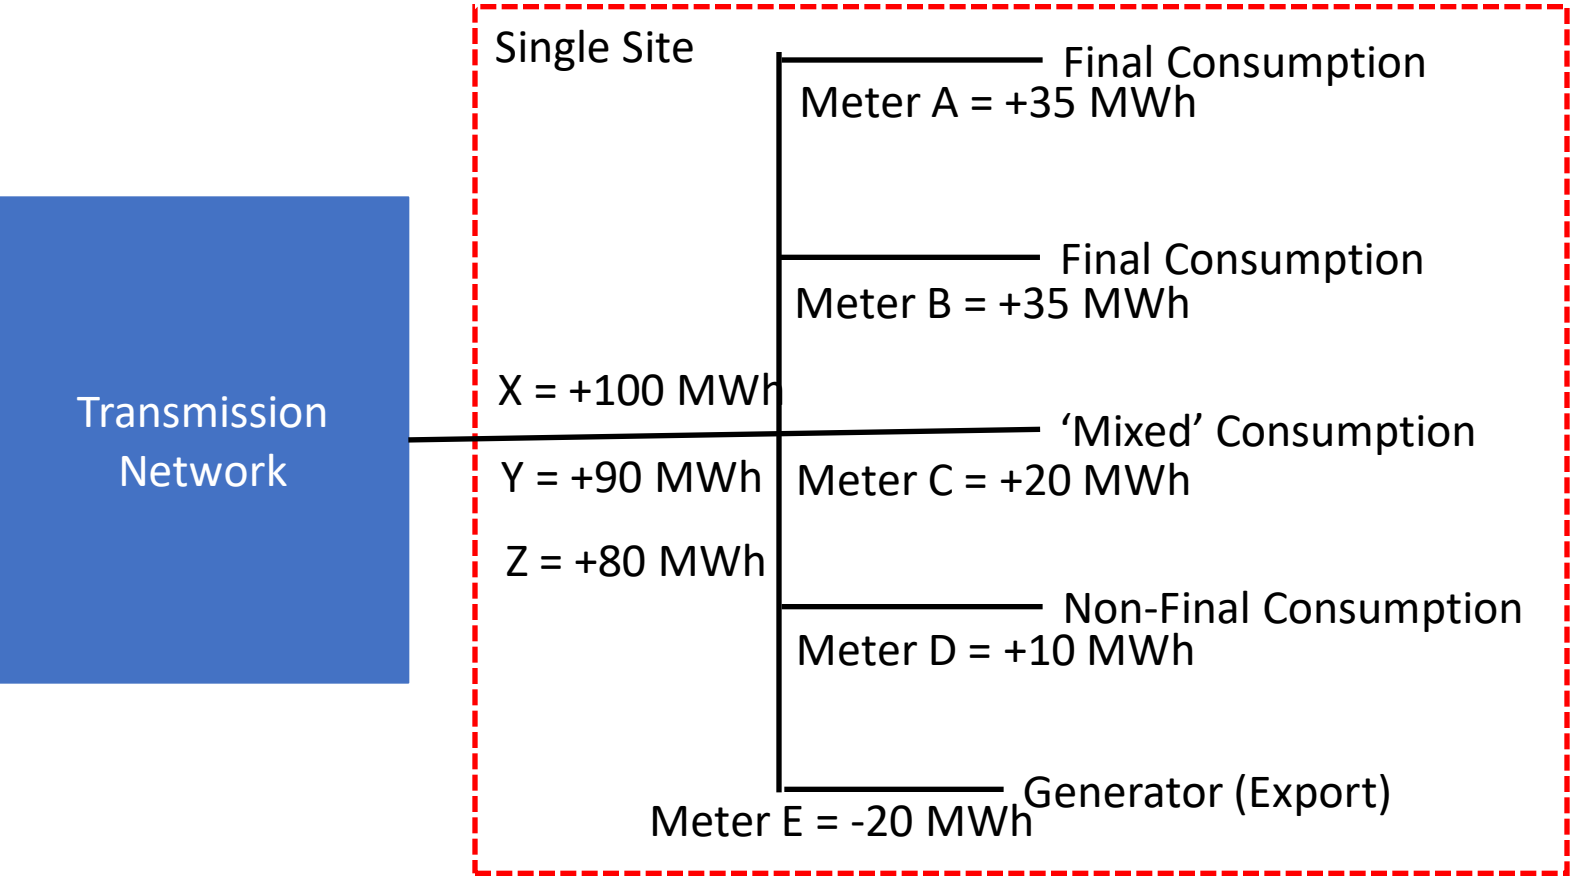 Single Site
Final Consumption
Meter A = +35 MWh
Final Consumption
Meter B = +35 MWh
Transmission
Network
X = +100 MWh
Y = +90 MWh
Z = +80 MWh
‘Mixed’ Consumption
Meter C = +20 MWh
Non-Final Consumption
Meter D = +10 MWh
Generator (Export)
Meter E = -20 MWh